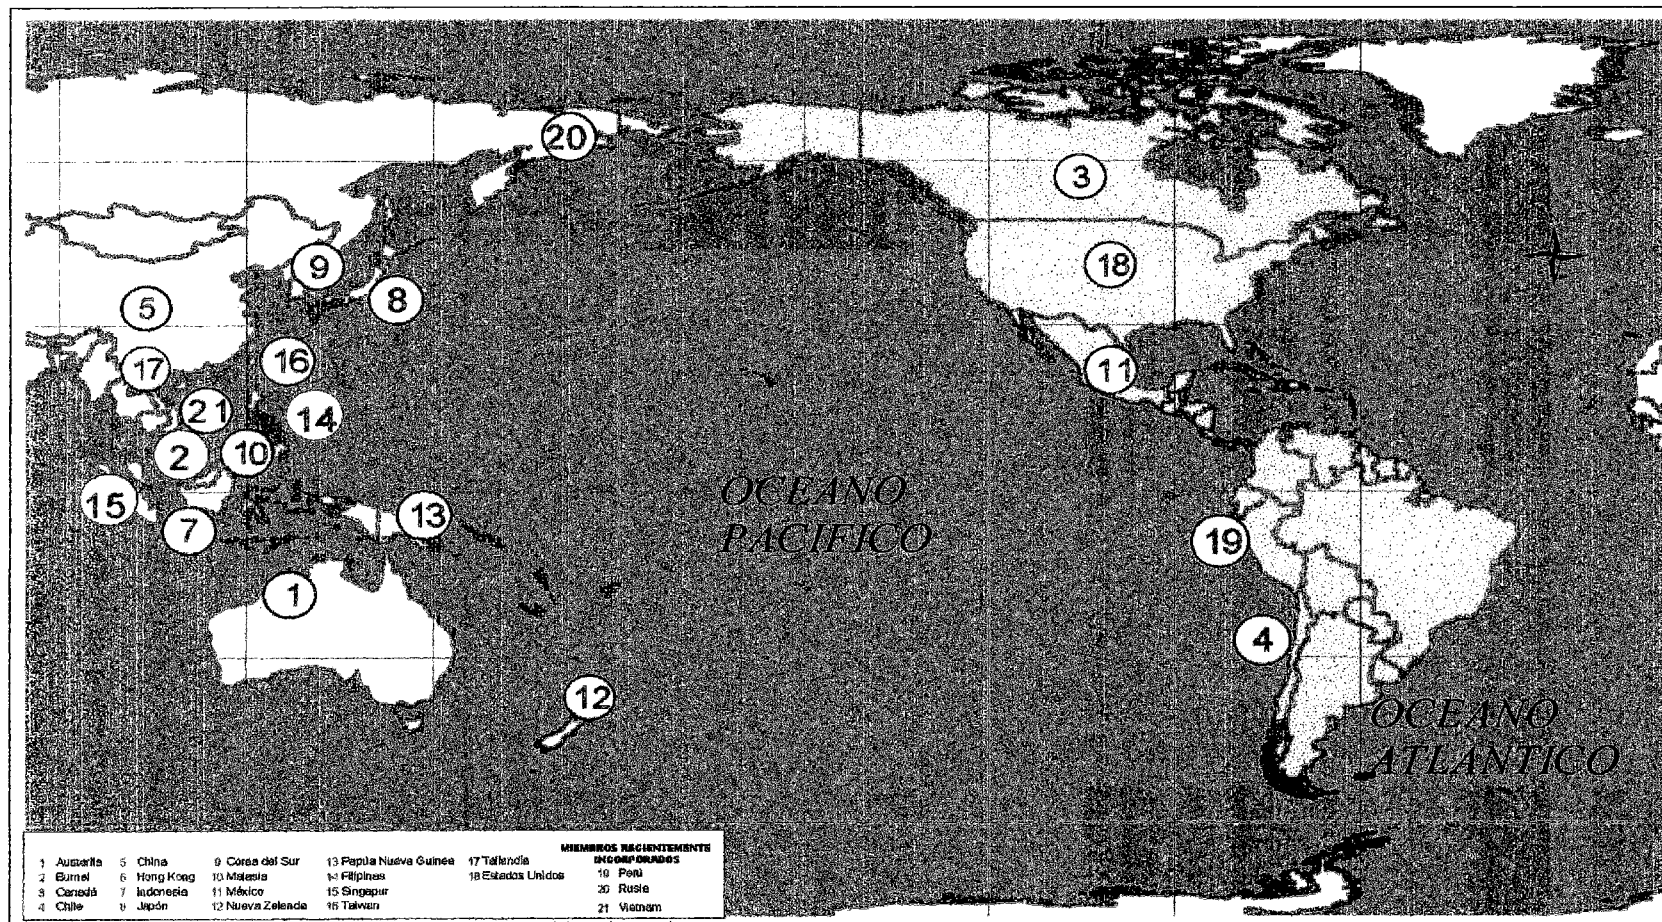 20
3
9
18
5
8
16
17
11
21
14
2
10
15
OCEANO
PACIFICO
13
7
19
1
4
12
OCEANO
ATLANTICO
MIEMBROS RECIENTEMENTE
INCORPORADOS
1 Australia 5 China 9 Corea del Sur 13 Papúa Nueva Guinee 17 Tailandia 19 Perú
2 Burnei 6 Hong Kong 10 Malasia 14 Filipinas 18 Estados Unidos 20 Rusia
3 Canadá 7 Indonesia 11 México 15 Singapur 21 Vietnam
4 Chile 8 Japón 12 Nueva Zelanda 16 Taiwan